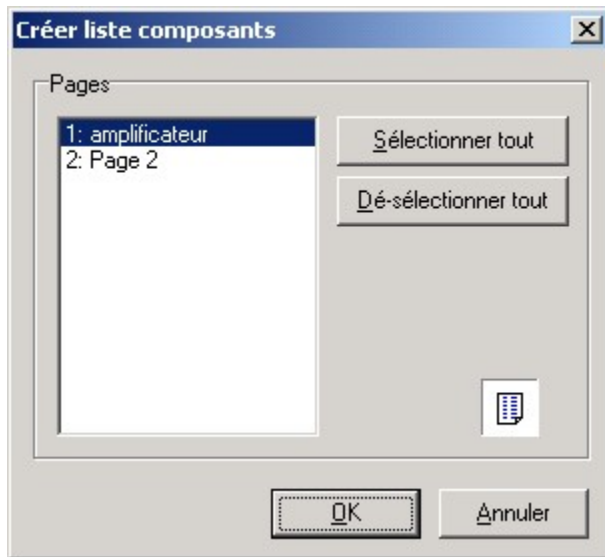 Créer liste composants
Pages
1: amplificateur
2: Page 2
Sélectionner tout
Dé-sélectionner tout
OK
Annuler